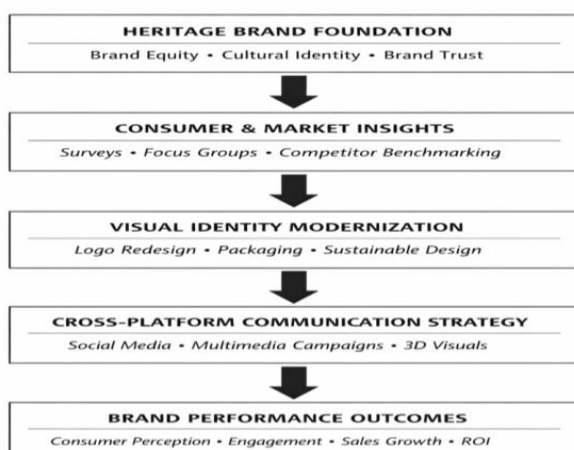 HERITAGE BRAND FOUNDATION
Brand Equity • Cultural Identity • Brand Trust
CONSUMER & MARKET INSIGHTS
Surveys • Focus Groups • Competitor Benchmarking
VISUAL IDENTITY MODERNIZATION
Logo Redesign • Packaging • Sustainable Design
CROSS-PLATFORM COMMUNICATION STRATEGY
Social Media • Multimedia Campaigns • 3D Visuals
BRAND PERFORMANCE OUTCOMES
Consumer Perception • Engagement • Sales Growth • ROI